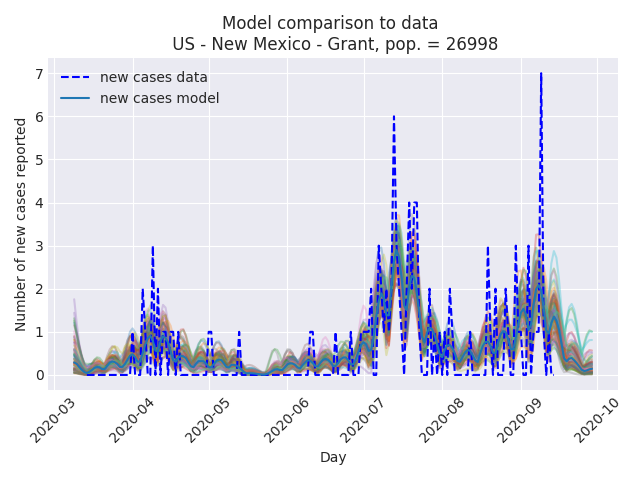 Model comparison to data
US - New Mexico - Grant, pop. = 26998
new cases data
new cases model
Number of new cases reported
7
6
5
4
3
2
1
0
2020-03
2020-04
2020-05
2020-06
2020-07
2020-08
2020-09
2020-10
Day